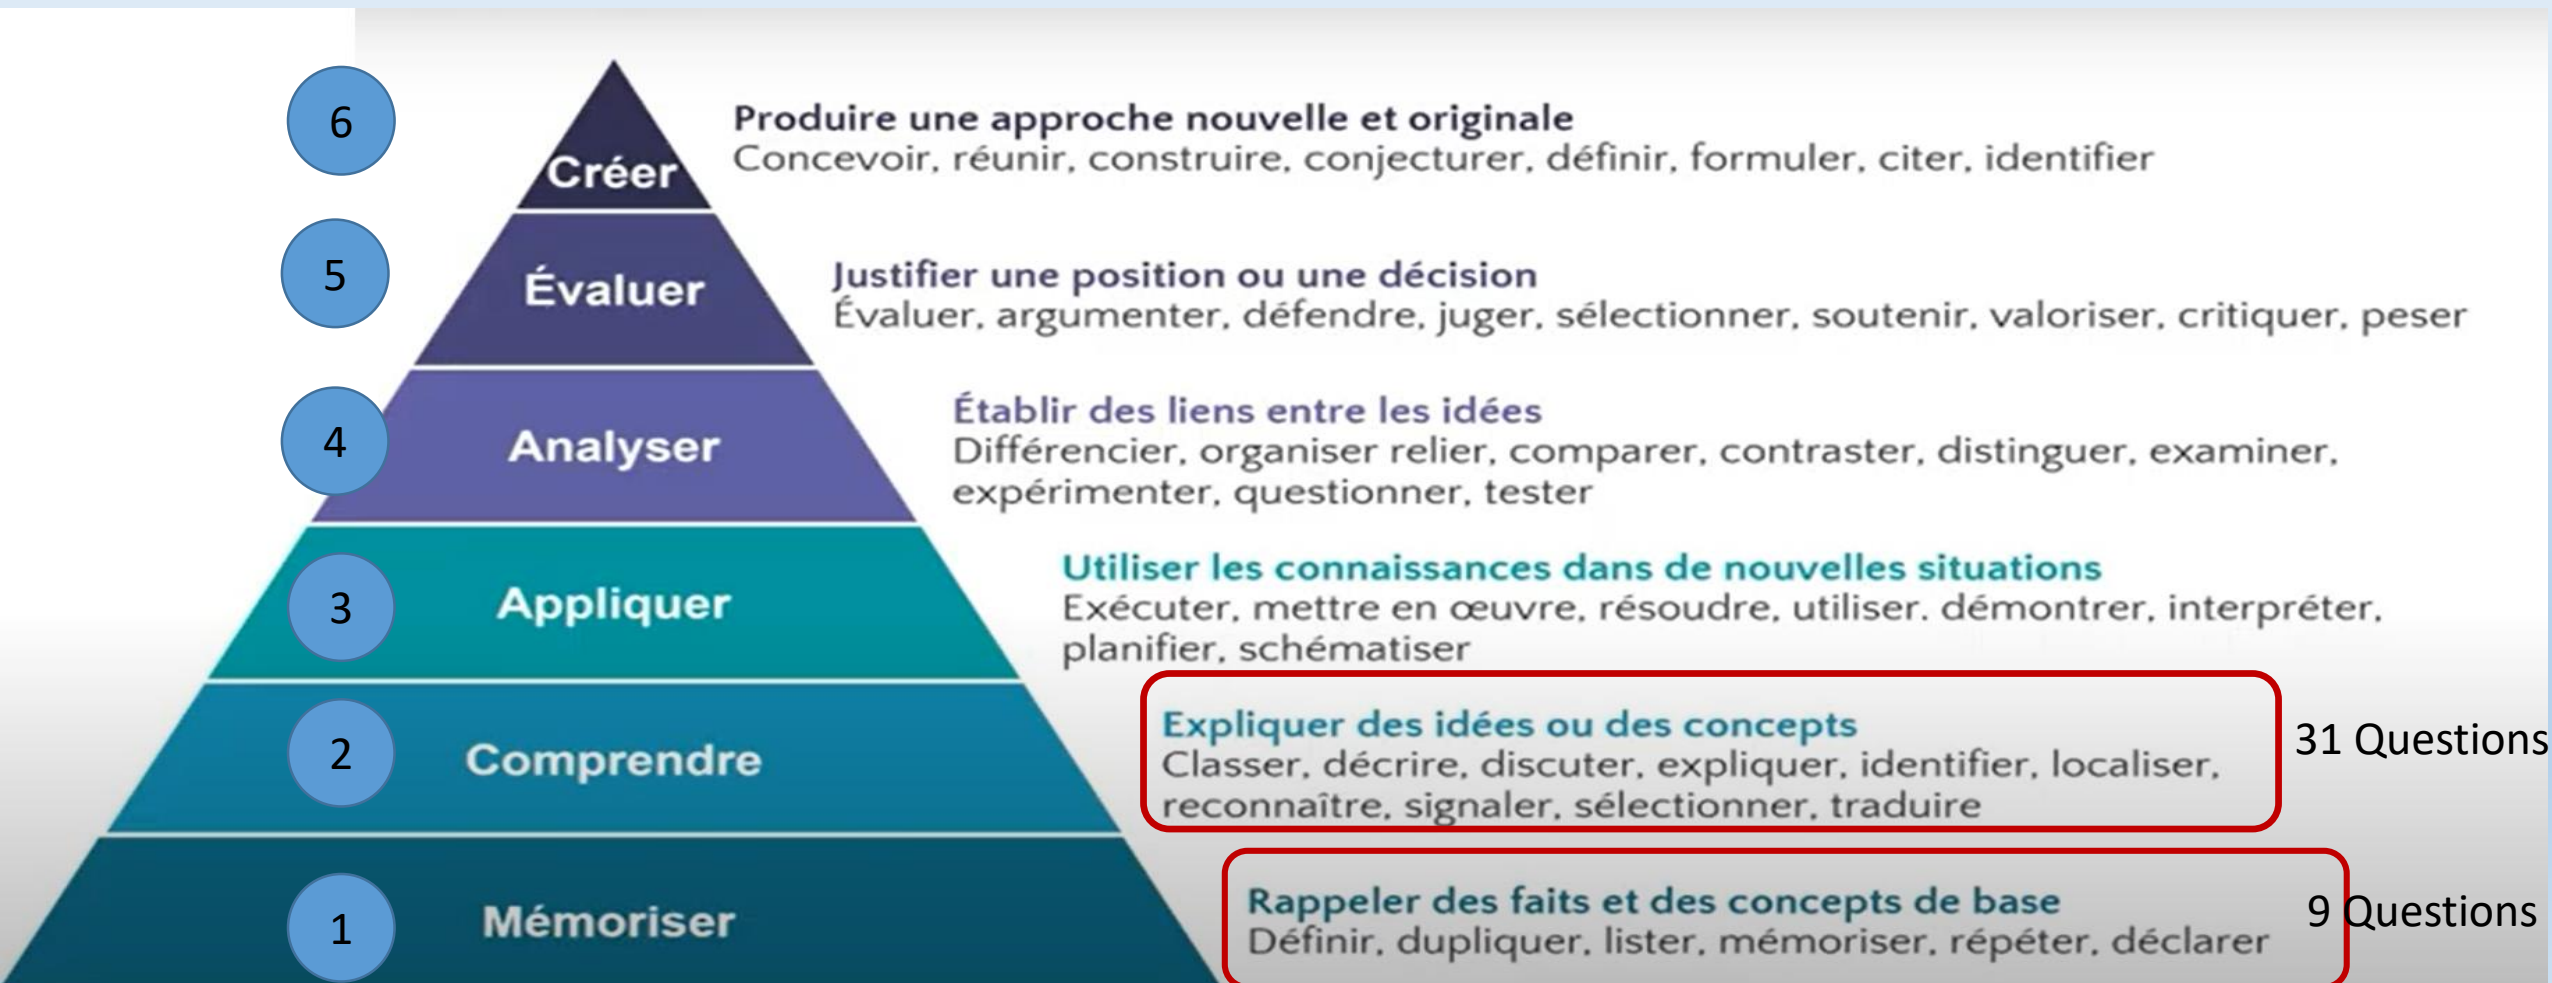 6
Créer
Produire une approche nouvelle et originale
Concevoir, réunir, construire, conjecturer, définir, formuler, citer, identifier
5
Évaluer
Justifier une position ou une décision
Évaluer, argumenter, défendre, juger, sélectionner, soutenir, valoriser, critiquer, peser
4
Analyser
Établir des liens entre les idées
Différencier, organiser relier, comparer, contraster, distinguer, examiner,
expérimenter, questionner, tester
3
Appliquer
Utiliser les connaissances dans de nouvelles situations
Exécuter, mettre en œuvre, résoudre, utiliser. démontrer, interpréter,
planifier, schématiser
2
Comprendre
Expliquer des idées ou des concepts
Classer, décrire, discuter, expliquer, identifier, localiser,
reconnaître, signaler, sélectionner, traduire
31 Questions
1
Mémoriser
Rappeler des faits et des concepts de base
Définir, dupliquer, lister, mémoriser, répéter, déclarer
9 Questions